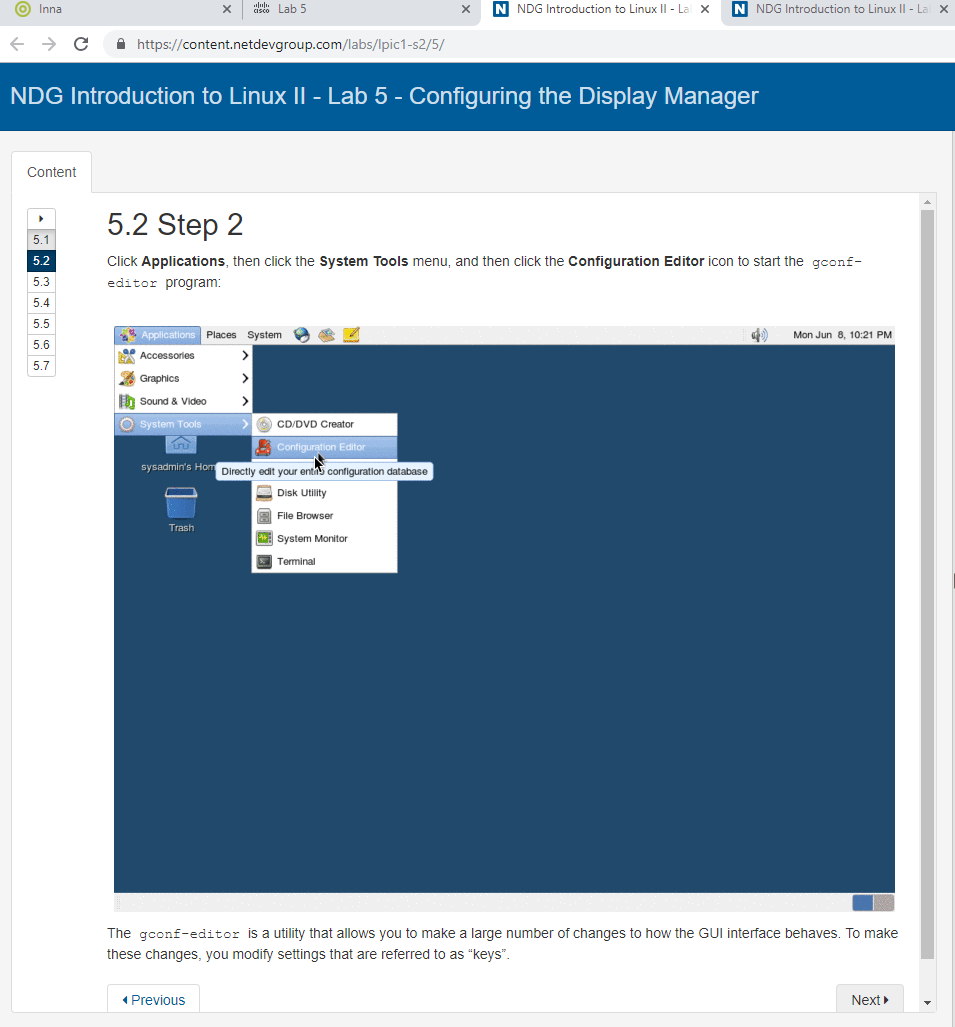 Inna
cisco Lab 5
NDG Introduction to Linux II - La
NDG Introduction to Linux II - La
https://content.netdevgroup.com/labs/lpic1-s2/5/
NDG Introduction to Linux II - Lab 5 - Configuring the Display Manager
Content
5.1
5.2
5.3
5.4
5.5
5.6
5.7
5.2 Step 2
Click Applications, then click the System Tools menu, and then click the Configuration Editor icon to start the gconf-
editor program:
Applications Places System Mon Jun 8, 10:21 PM
Accessories
Graphics
Sound & Video
System Tools
CD/DVD Creator
Configuration Editor
sysadmin's Hom
Directly edit your entire configuration database
Disk Utility
File Browser
System Monitor
Terminal
Trash
The gconf-editor is a utility that allows you to make a large number of changes to how the GUI interface behaves. To make
these changes, you modify settings that are referred to as “keys”.
Previous
Next